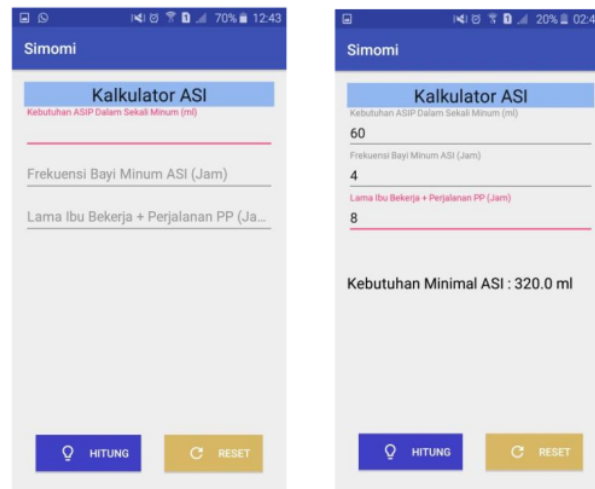 70% 12:43
Simomi
Kalkulator ASI
Kebutuhan ASIP Dalam Sekali Minum (ml)
Frekuensi Bayi Minum ASI (Jam)
Lama Ibu Bekerja + Perjalanan PP (Ja...
HITUNG
RESET
20% 02:4
Simomi
Kalkulator ASI
Kebutuhan ASIP Dalam Sekali Minum (ml)
60
Frekuensi Bayi Minum ASI (Jam)
4
Lama Ibu Bekerja + Perjalanan PP (Jam)
8
Kebutuhan Minimal ASI : 320.0 ml
HITUNG
RESET